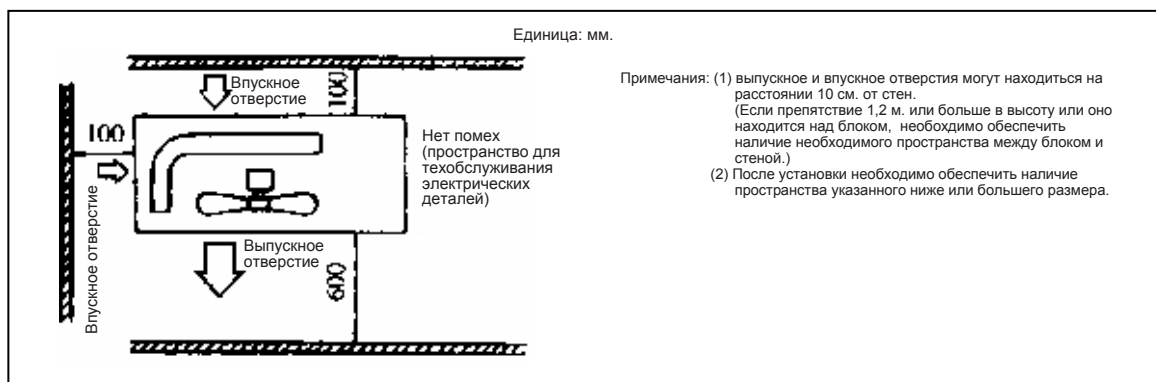 Единица: мм.
Впускное
отверстие
100
100
Впускное отверстие
Нет помех
(пространство для
техобслуживания
электрических
деталей)
Выпускное
отверстие
600
Примечания: (1) выпускное и впускное отверстия могут находиться на
расстоянии 10 см. от стен.
(Если препятствие 1,2 м. или больше в высоту или оно
находится над блоком, необохдимо обеспечить
наличие необходимого пространства между блоком и
стеной.)
(2) После установки необходимо обеспечить наличие
пространства указанного ниже или большего размера.